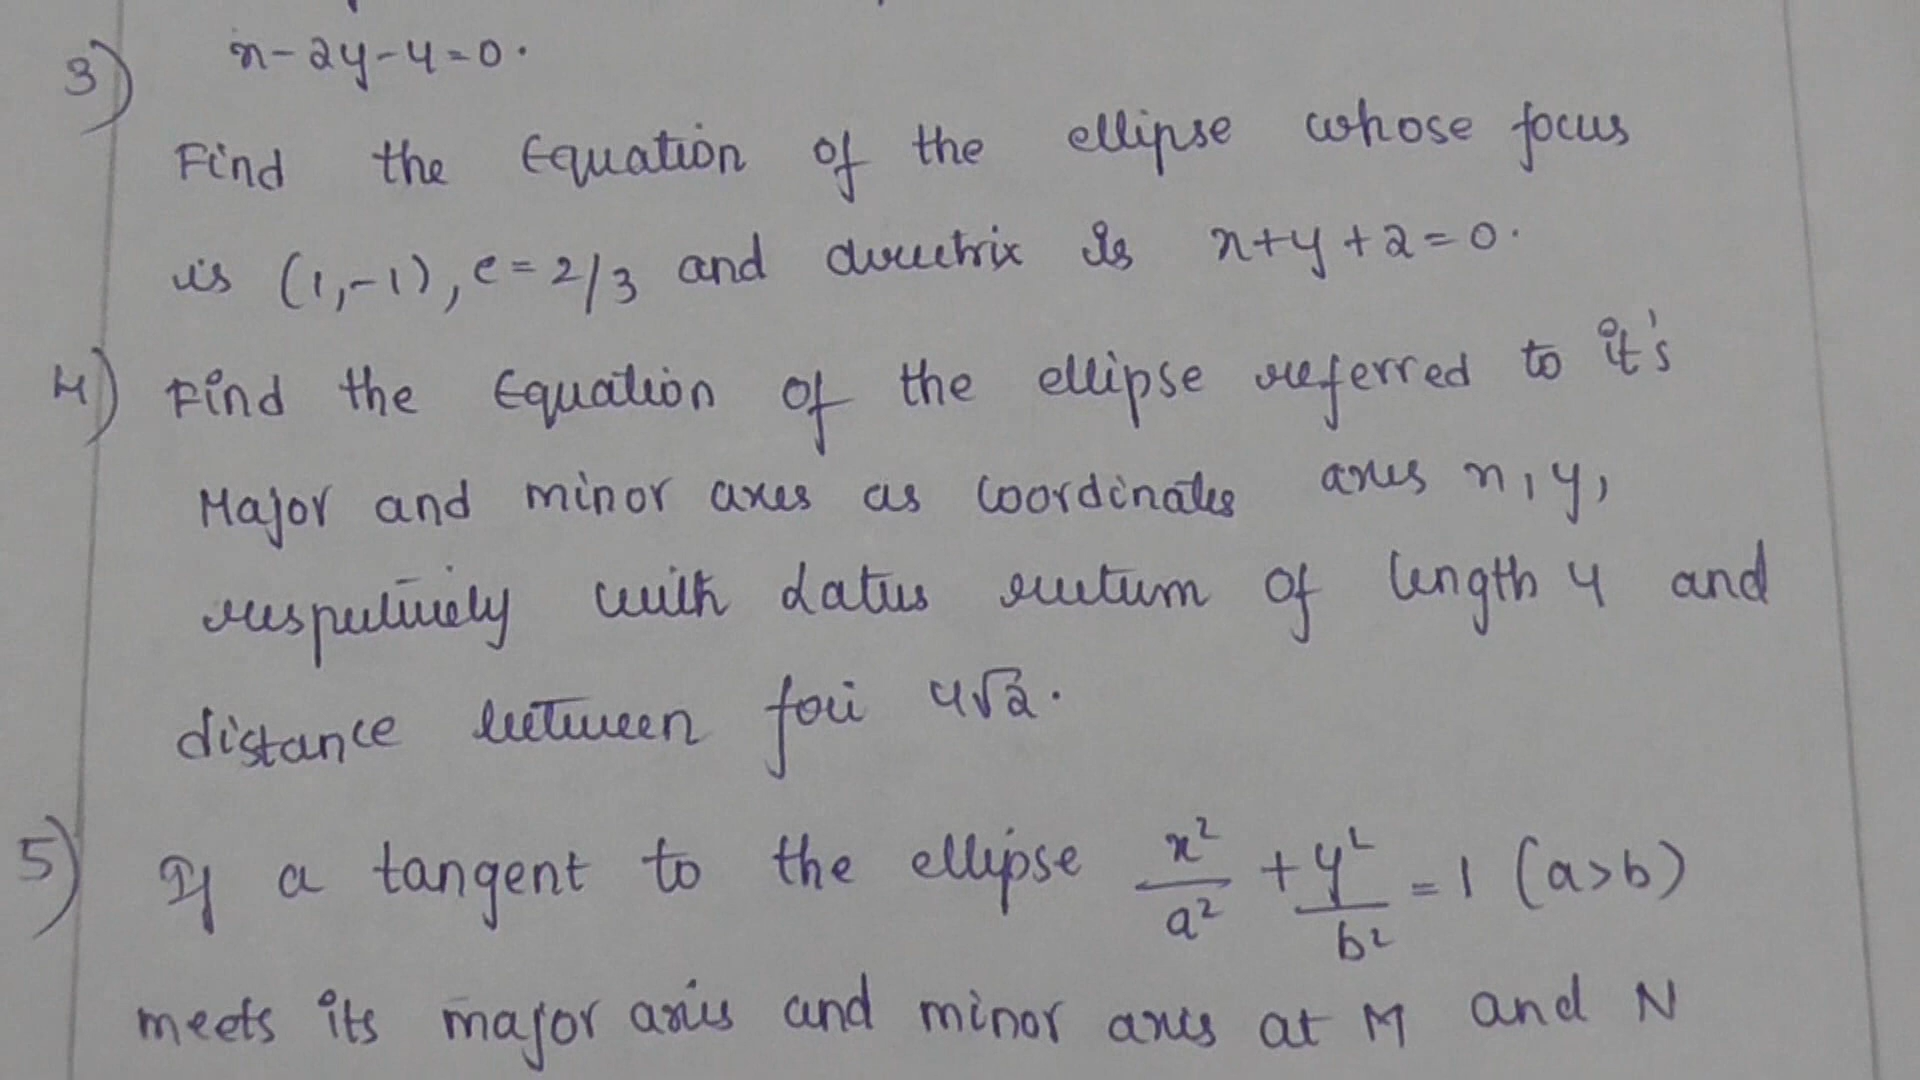 x-2y-4=0.
3)
Find the Equation of the ellipse whose focus
is (1,-1), e=2/3 and directrix is x+y+2=0.
4) Find the Equation of the ellipse referred to it's
Major and minor axes as coordinates axes x,y,
respectively with Latus rectum of length 4 and
distance between foci 4√2.
5) If a tangent to the ellipse x²/a² + y²/b² = 1 (a>b)
meets its major axis and minor axis at M and N